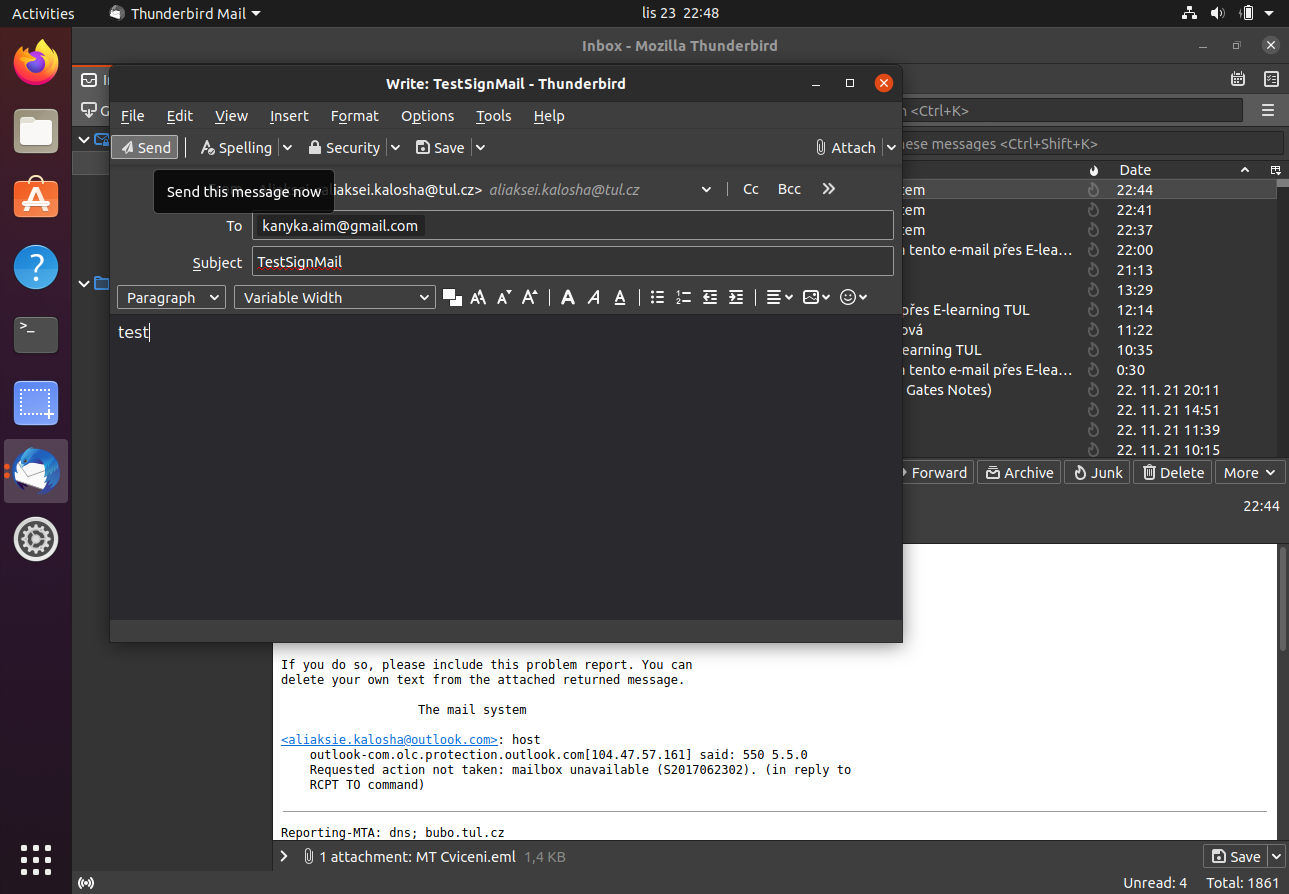 Activities Thunderbird Mail lis 23 22:48
Inbox - Mozilla Thunderbird
Write: TestSignMail - Thunderbird
<Ctrl+K>
File Edit View Insert Format Options Tools Help
Send Spelling Security Save Attach
these messages <Ctrl+Shift+K>
Send this message now
aliaksei.kalosha@tul.cz> aliaksei.kalosha@tul.cz Cc Bcc
To kanyka.aim@gmail.com
Subject TestSignMail
Paragraph Variable Width
test
Date
tem 22:44
tem 22:41
tem 22:37
tento e-mail přes E-lea… 22:00
21:13
13:29
přes E-learning TUL 12:14
ová 11:22
earning TUL 10:35
tento e-mail přes E-lea… 0:30
Gates Notes) 22. 11. 21 20:11
22. 11. 21 14:51
22. 11. 21 11:39
22. 11. 21 10:15
Forward Archive Junk Delete More
22:44
If you do so, please include this problem report. You can
delete your own text from the attached returned message.
The mail system
<aliaksie.kalosha@outlook.com>: host
outlook-com.olc.protection.outlook.com[104.47.57.161] said: 550 5.5.0
Requested action not taken: mailbox unavailable (S2017062302). (in reply to
RCPT TO command)
Reporting-MTA: dns; bubo.tul.cz
1 attachment: MT Cviceni.eml 1,4 KB Save
Unread: 4 Total: 1861